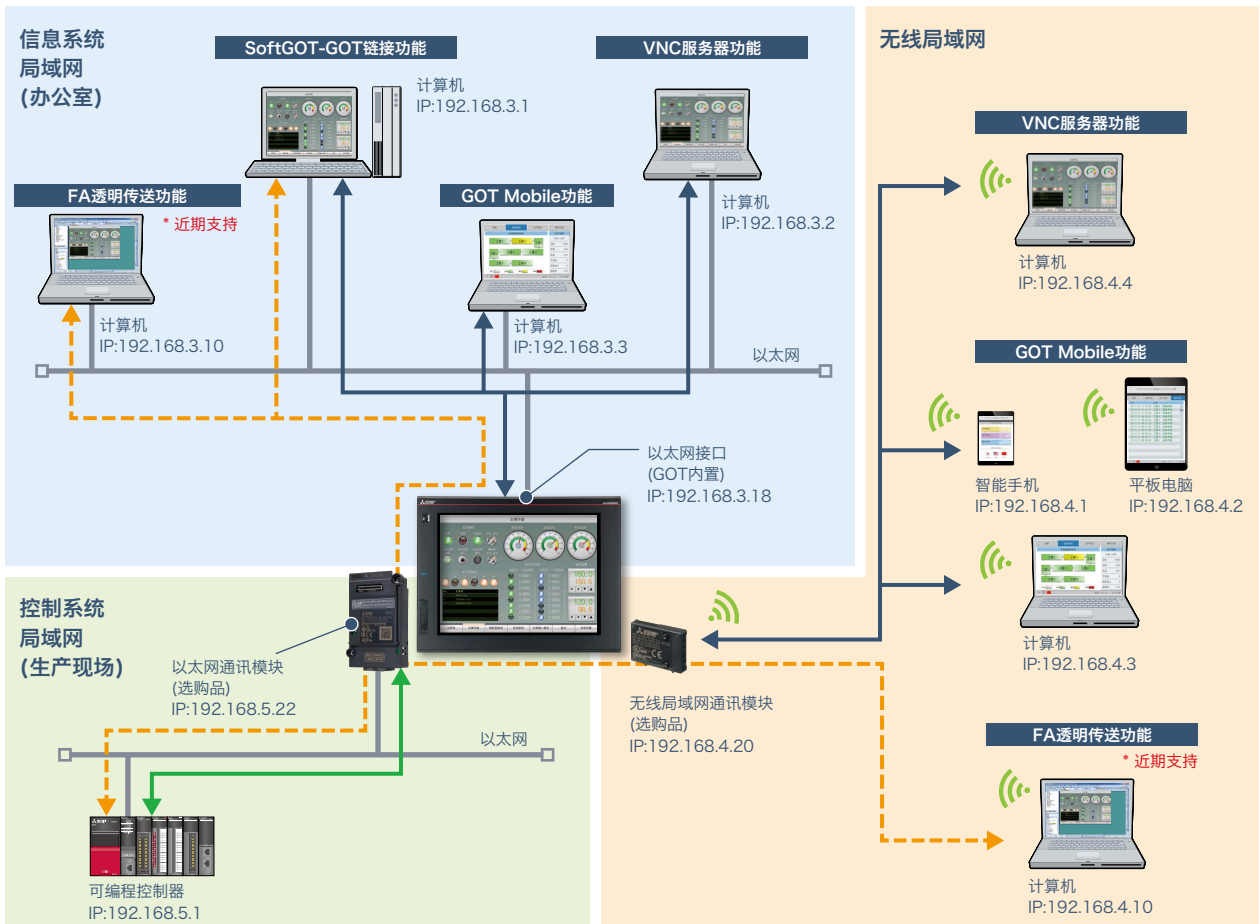 信息系统
局域网
(办公室)
SoftGOT-GOT链接功能
计算机
IP:192.168.3.1
VNC服务器功能
计算机
IP:192.168.3.2
FA透明传送功能
* 近期支持
计算机
IP:192.168.3.10
GOT Mobile功能
计算机
IP:192.168.3.3
以太网
以太网接口
(GOT内置)
IP:192.168.3.18
控制系统
局域网
(生产现场)
以太网通讯模块
(选购品)
IP:192.168.5.22
以太网
可编程控制器
IP:192.168.5.1
无线局域网
VNC服务器功能
计算机
IP:192.168.4.4
GOT Mobile功能
智能手机
IP:192.168.4.1
平板电脑
IP:192.168.4.2
计算机
IP:192.168.4.3
无线局域网通讯模块
(选购品)
IP:192.168.4.20
FA透明传送功能
* 近期支持
计算机
IP:192.168.4.10